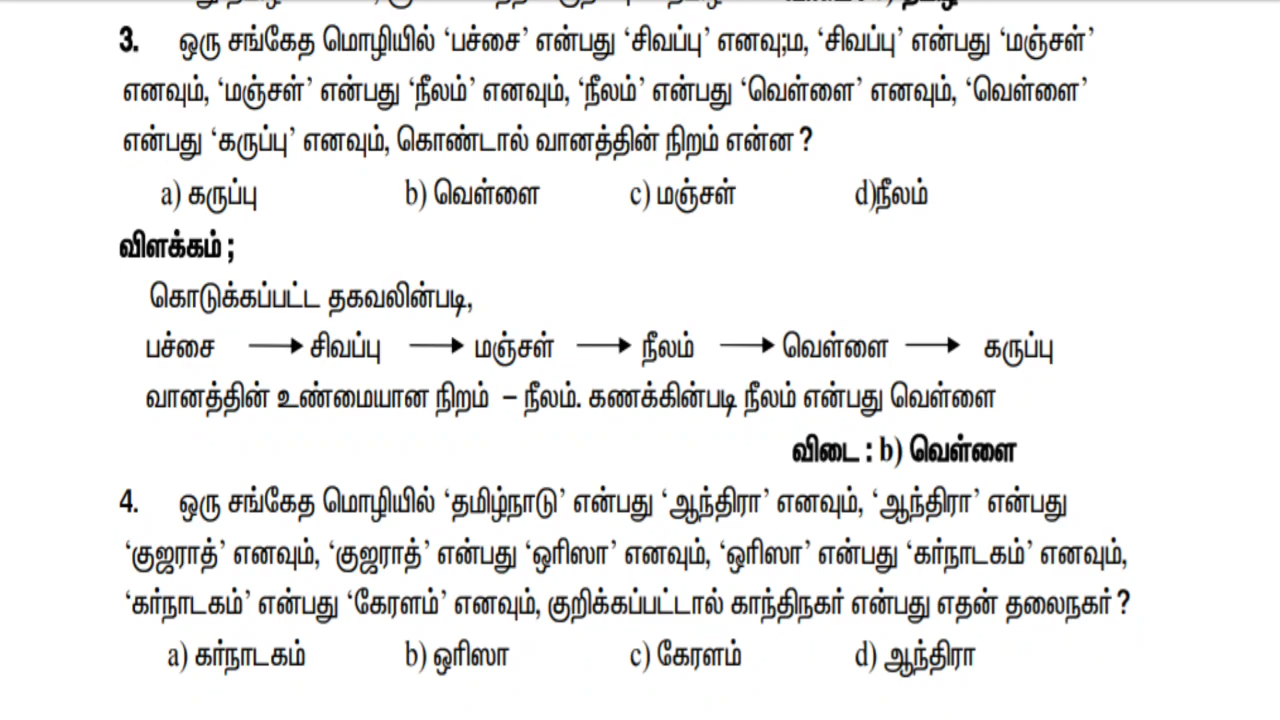 3. ஒரு சங்கேத மொழியில் ‘பச்சை’ என்பது ‘சிவப்பு’ எனவு;ம, ‘சிவப்பு’ என்பது ‘மஞ்சள்’
எனவும், ‘மஞ்சள்’ என்பது ‘நீலம்’ எனவும், ‘நீலம்’ என்பது ‘வெள்ளை’ எனவும், ‘வெள்ளை’
என்பது ‘கருப்பு’ எனவும், கொண்டால் வானத்தின் நிறம் என்ன ?
a) கருப்பு b) வெள்ளை c) மஞ்சள் d)நீலம்
விளக்கம் ;
கொடுக்கப்பட்ட தகவலின்படி,
பச்சை → சிவப்பு → மஞ்சள் → நீலம் → வெள்ளை → கருப்பு
வானத்தின் உண்மையான நிறம் – நீலம். கணக்கின்படி நீலம் என்பது வெள்ளை
விடை : b) வெள்ளை
4. ஒரு சங்கேத மொழியில் ‘தமிழ்நாடு’ என்பது ‘ஆந்திரா’ எனவும், ‘ஆந்திரா’ என்பது
‘குஜராத்’ எனவும், ‘குஜராத்’ என்பது ‘ஒரிஸா’ எனவும், ‘ஒரிஸா’ என்பது ‘கர்நாடகம்’ எனவும்,
‘கர்நாடகம்’ என்பது ‘கேரளம்’ எனவும், குறிக்கப்பட்டால் காந்திநகர் என்பது எதன் தலைநகர் ?
a) கர்நாடகம் b) ஒரிஸா c) கேரளம் d) ஆந்திரா